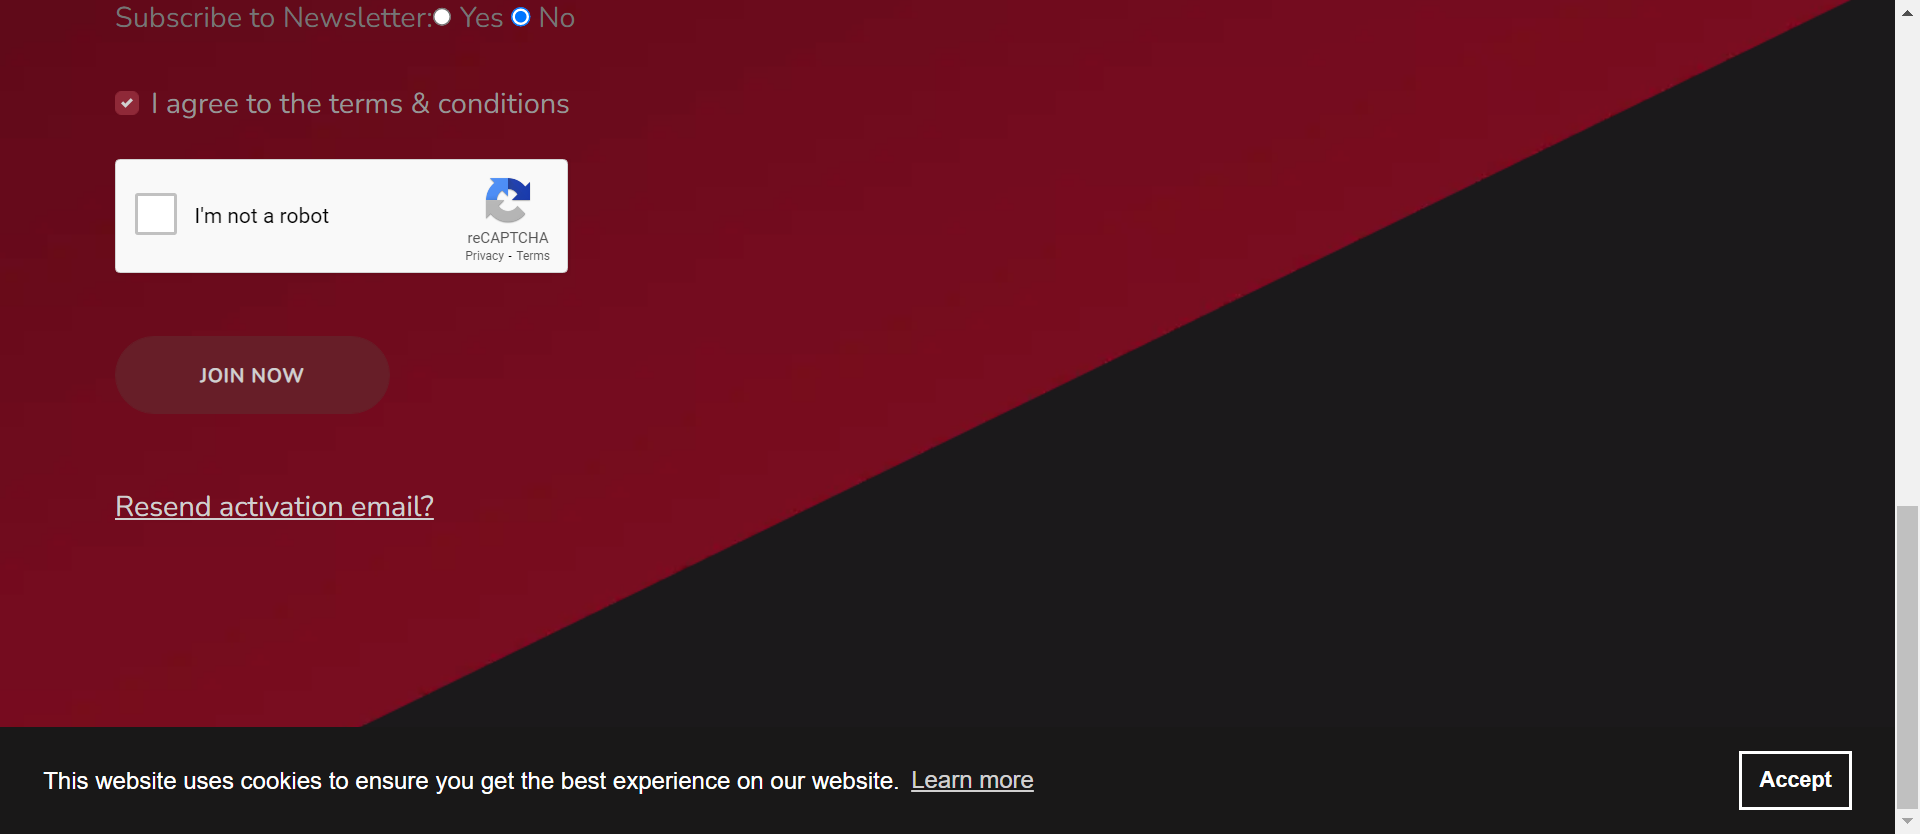 Subscribe to Newsletter: Yes No
I agree to the terms & conditions
I'm not a robot
reCAPTCHA
Privacy - Terms
JOIN NOW
Resend activation email?
This website uses cookies to ensure you get the best experience on our website. Learn more
Accept